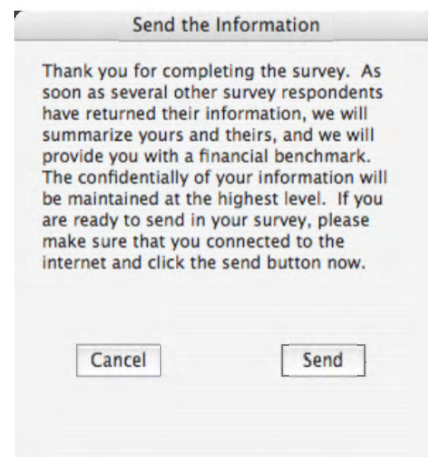 Send the Information
Thank you for completing the survey. As
soon as several other survey respondents
have returned their information, we will
summarize yours and theirs, and we will
provide you with a financial benchmark.
The confidentially of your information will
be maintained at the highest level. If you
are ready to send in your survey, please
make sure that you connected to the
internet and click the send button now.
Cancel Send